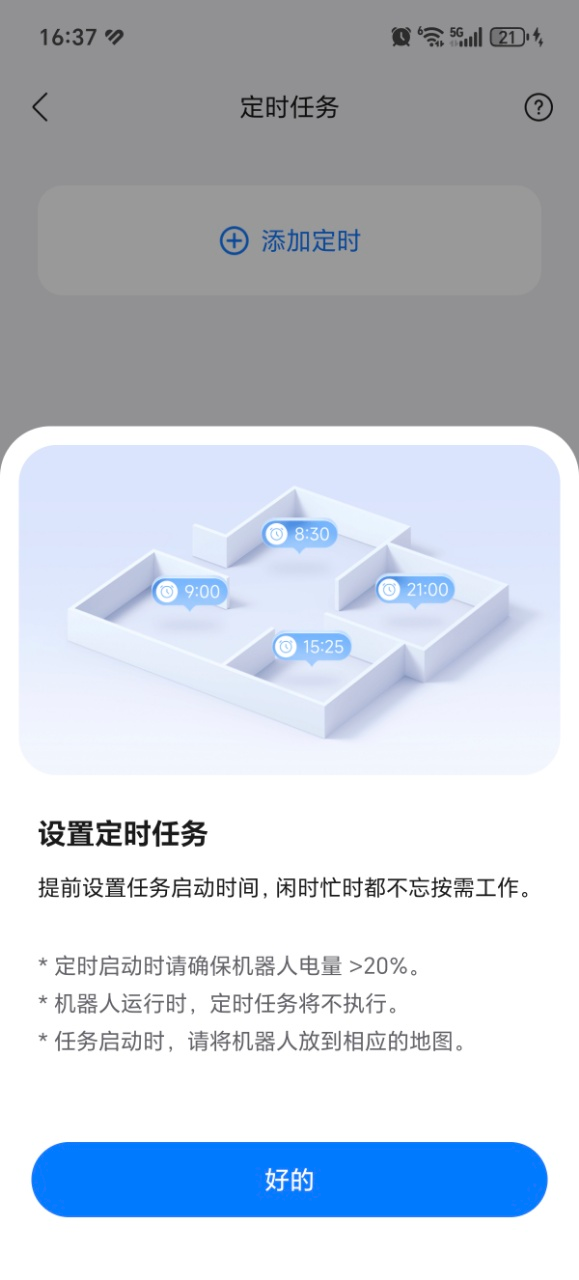 16:37
6
5G
21
定时任务
添加定时
8:30
9:00
21:00
15:25
设置定时任务
提前设置任务启动时间，闲时忙时都不忘按需工作。
* 定时启动时请确保机器人电量 >20%。
* 机器人运行时，定时任务将不执行。
* 任务启动时，请将机器人放到相应的地图。
好的